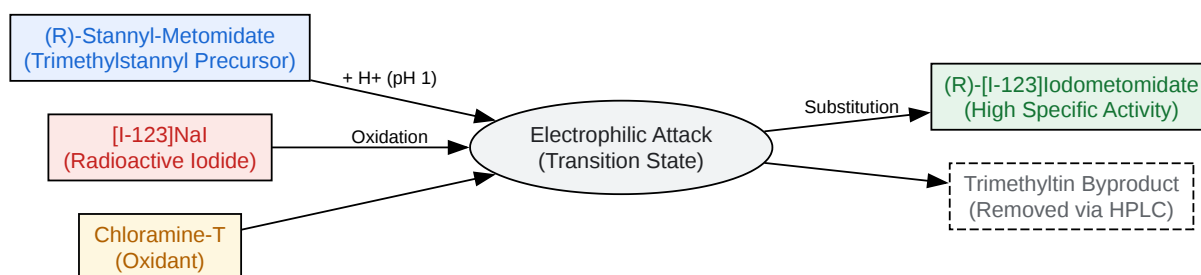 (R)-Stannyl-Metomidate
(Trimethylstannyl Precursor)
+ H+ (pH 1)
[I-123]NaI
(Radioactive Iodide)
Oxidation
Chloramine-T
(Oxidant)
Electrophilic Attack
(Transition State)
Substitution
(R)-[I-123]Iodometomidate
(High Specific Activity)
Trimethyltin Byproduct
(Removed via HPLC)